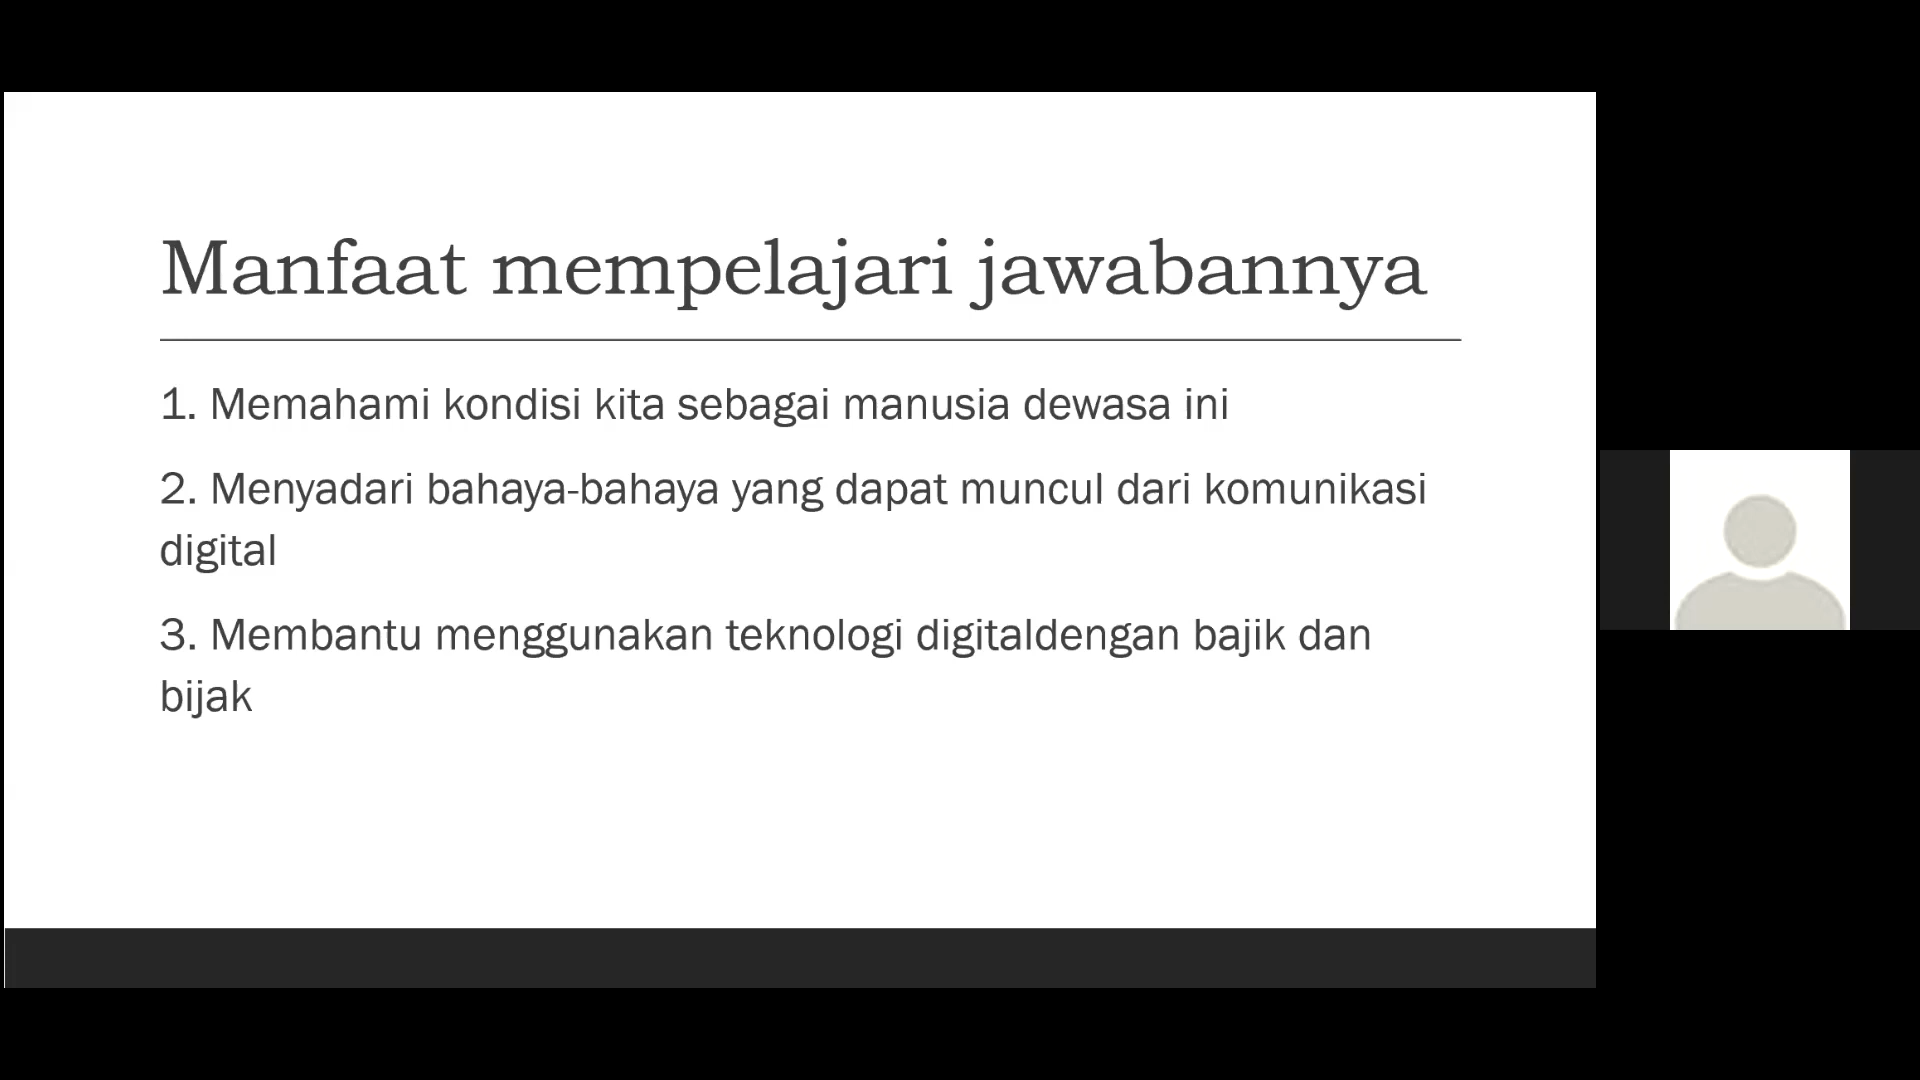 Manfaat mempelajari jawabannya
1. Memahami kondisi kita sebagai manusia dewasa ini
2. Menyadari bahaya-bahaya yang dapat muncul dari komunikasi
digital
3. Membantu menggunakan teknologi digitaldengan bajik dan
bijak